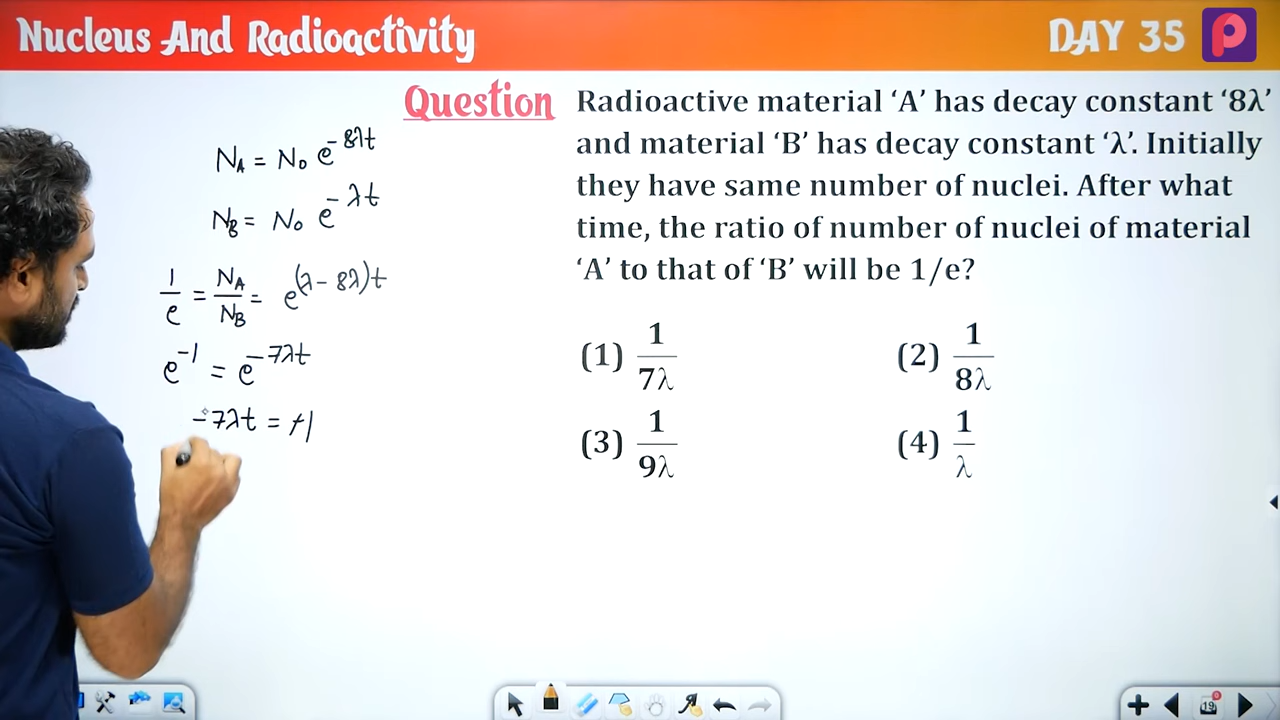 Nucleus And Radioactivity
DAY 35
Question
Radioactive material ‘A’ has decay constant ‘8λ’
and material ‘B’ has decay constant ‘λ’. Initially
they have same number of nuclei. After what
time, the ratio of number of nuclei of material
‘A’ to that of ‘B’ will be 1/e?
(1) 1/7λ
(2) 1/8λ
(3) 1/9λ
(4) 1/λ
N_A = N₀ e^-8λt
N_B = N₀ e^-λt
1/e = N_A/N_B = e^(λ-8λ)t
e^-1 = e^-7λt
-7λt = +1
19